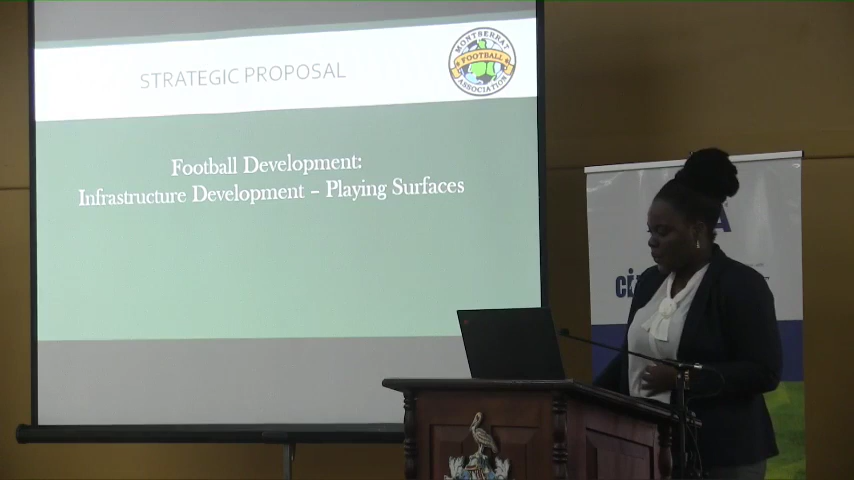 STRATEGIC PROPOSAL
MONTSERRAT
FOOTBALL
ASSOCIATION
Football Development:
Infrastructure Development – Playing Surfaces